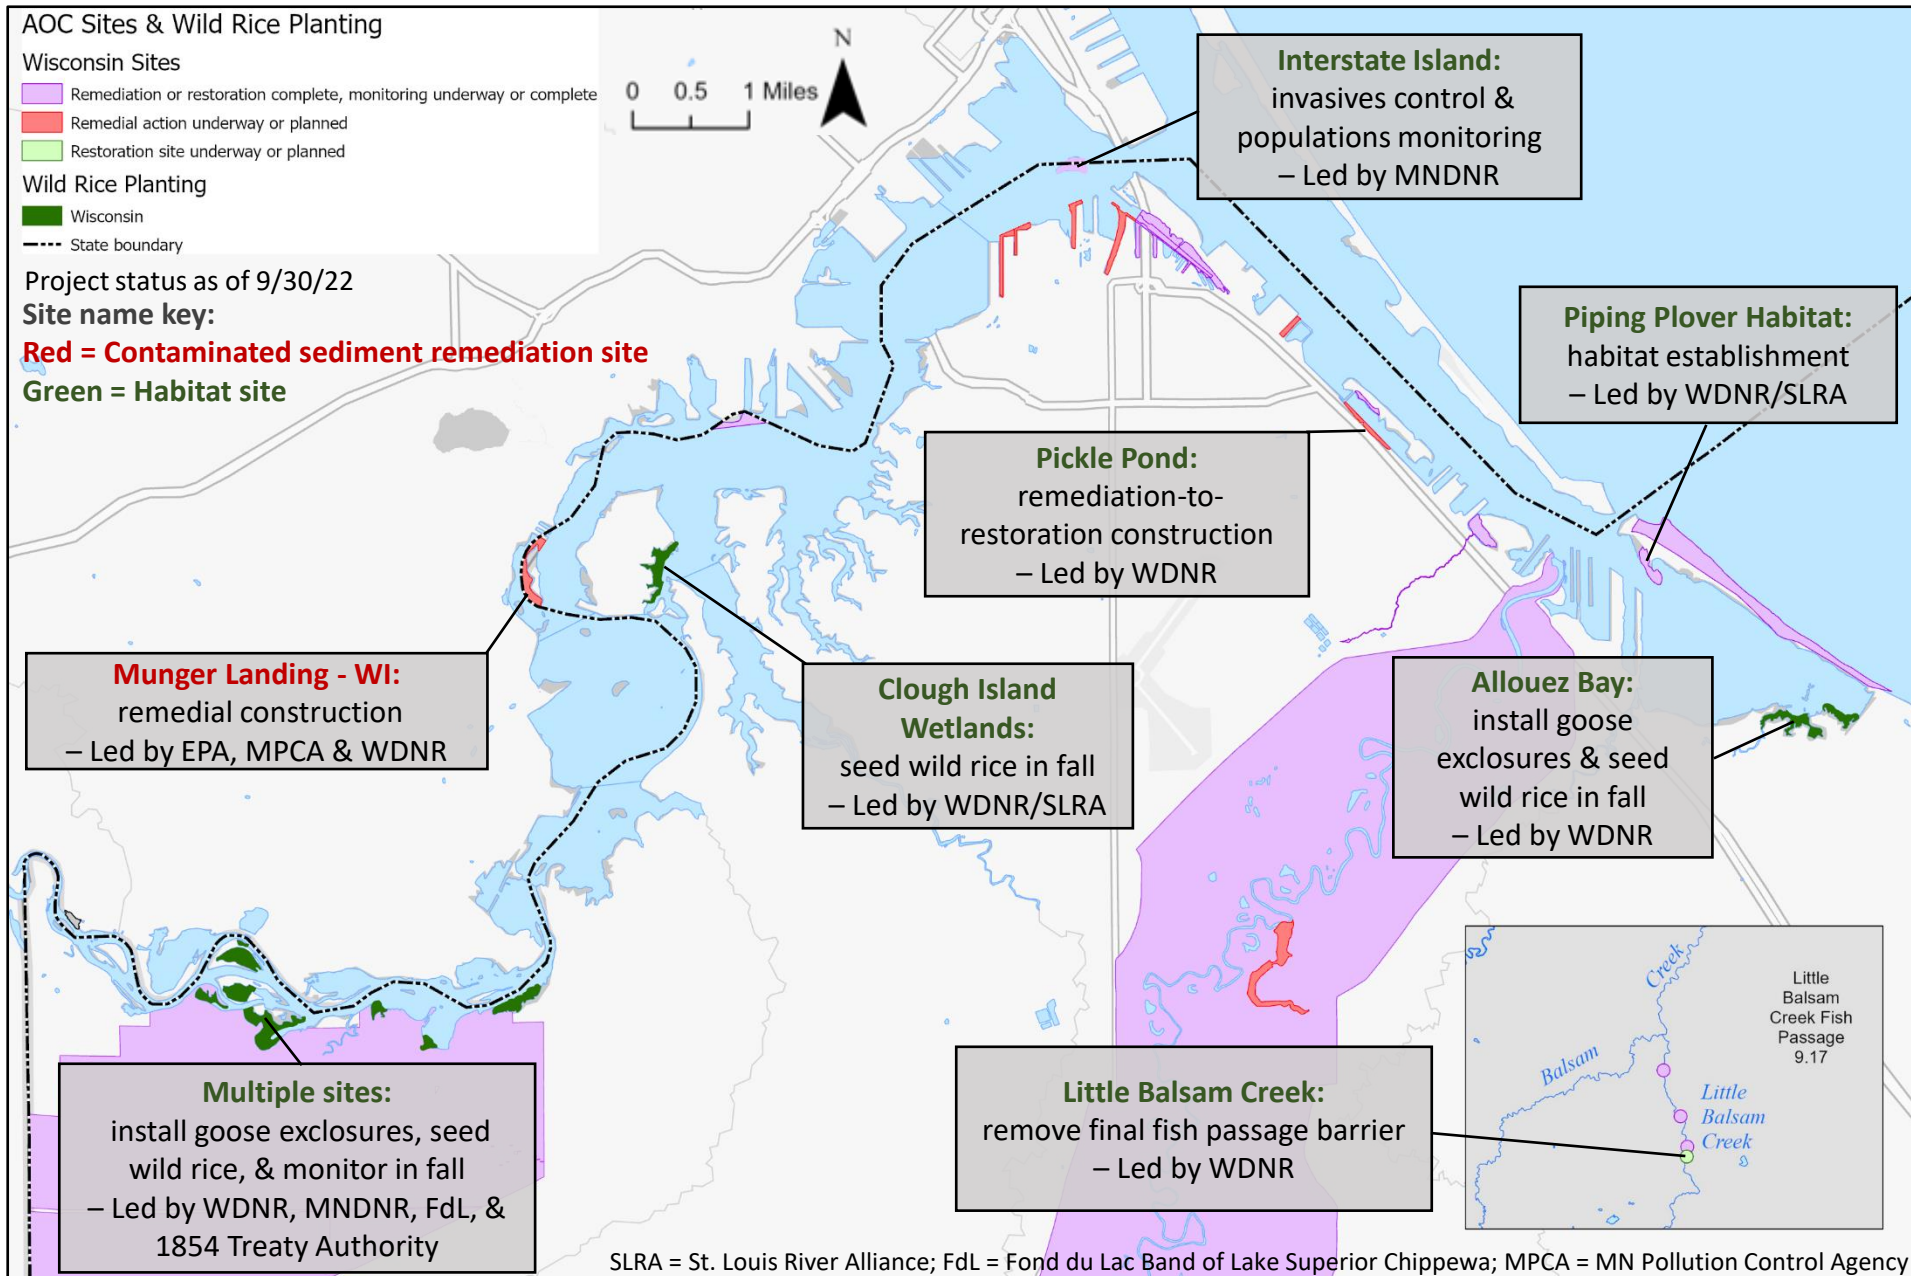 AOC Sites & Wild Rice Planting
Wisconsin Sites
Remediation or restoration complete, monitoring underway or complete
Remedial action underway or planned
Restoration site underway or planned
Wild Rice Planting
Wisconsin
State boundary
Project status as of 9/30/22
Site name key:
Red = Contaminated sediment remediation site
Green = Habitat site
0 0.5 1 Miles
N
Interstate Island:
invasives control &
populations monitoring
– Led by MNDNR
Piping Plover Habitat:
habitat establishment
– Led by WDNR/SLRA
Pickle Pond:
remediation-to-
restoration construction
– Led by WDNR
Munger Landing - WI:
remedial construction
– Led by EPA, MPCA & WDNR
Clough Island
Wetlands:
seed wild rice in fall
– Led by WDNR/SLRA
Allouez Bay:
install goose
exclosures & seed
wild rice in fall
– Led by WDNR
Multiple sites:
install goose exclosures, seed
wild rice, & monitor in fall
– Led by WDNR, MNDNR, FdL, &
1854 Treaty Authority
Little Balsam Creek:
remove final fish passage barrier
– Led by WDNR
Creek
Balsam
Little
Balsam
Creek Fish
Passage
9.17
Little
Balsam
Creek
SLRA = St. Louis River Alliance; FdL = Fond du Lac Band of Lake Superior Chippewa; MPCA = MN Pollution Control Agency